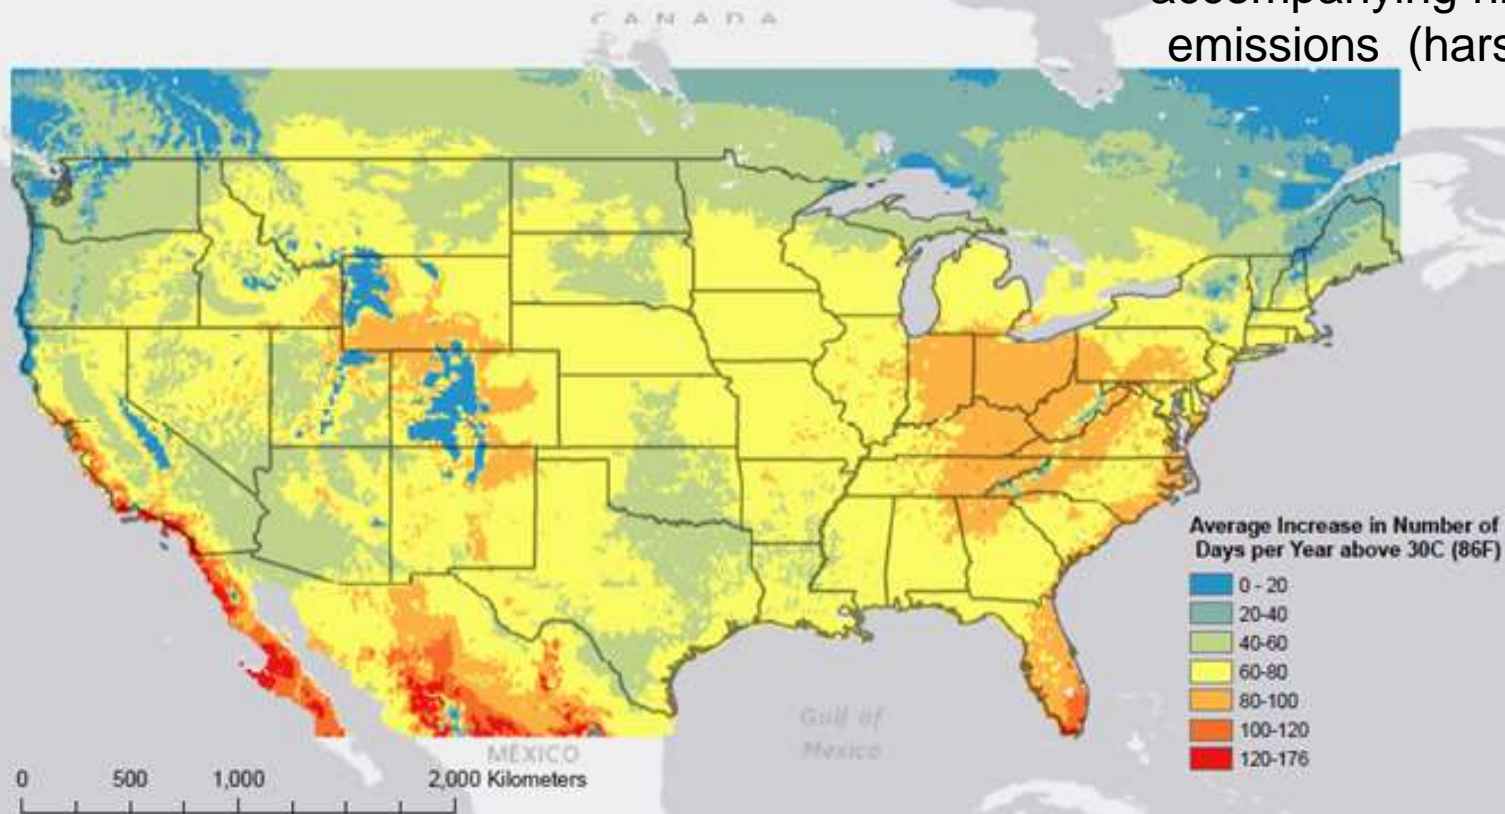 accompanying
emissions (hars
CANADA
Average Increase in Number of
Days per Year above 30C (86F)
0 - 20
20-40
40-60
60-80
80-100
100-120
120-176
Gulf of
Mexico
MEXICO
0 500 1,000 2,000 Kilometers